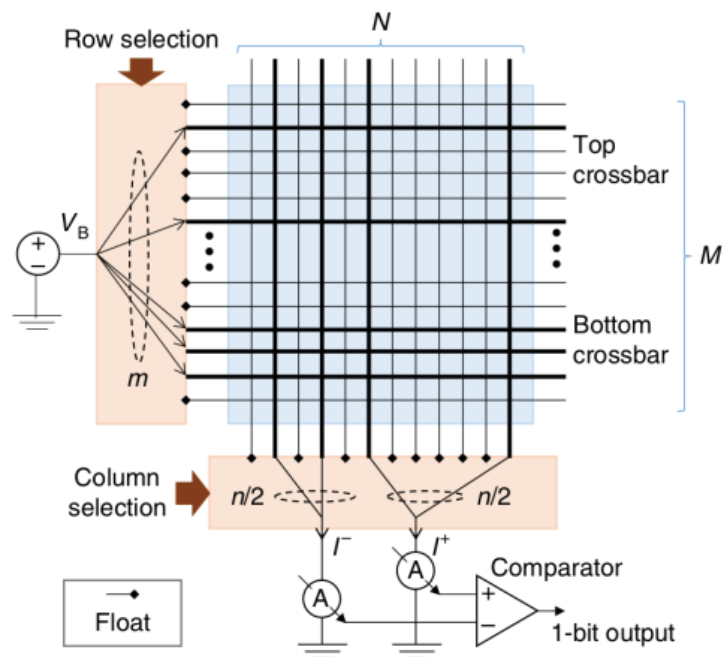 Row selection
N
Top
crossbar
V_B
M
m
Bottom
crossbar
Column
selection
n/2
n/2
I⁻
I⁺
A
A
Comparator
+
−
+
−
1-bit output
Float